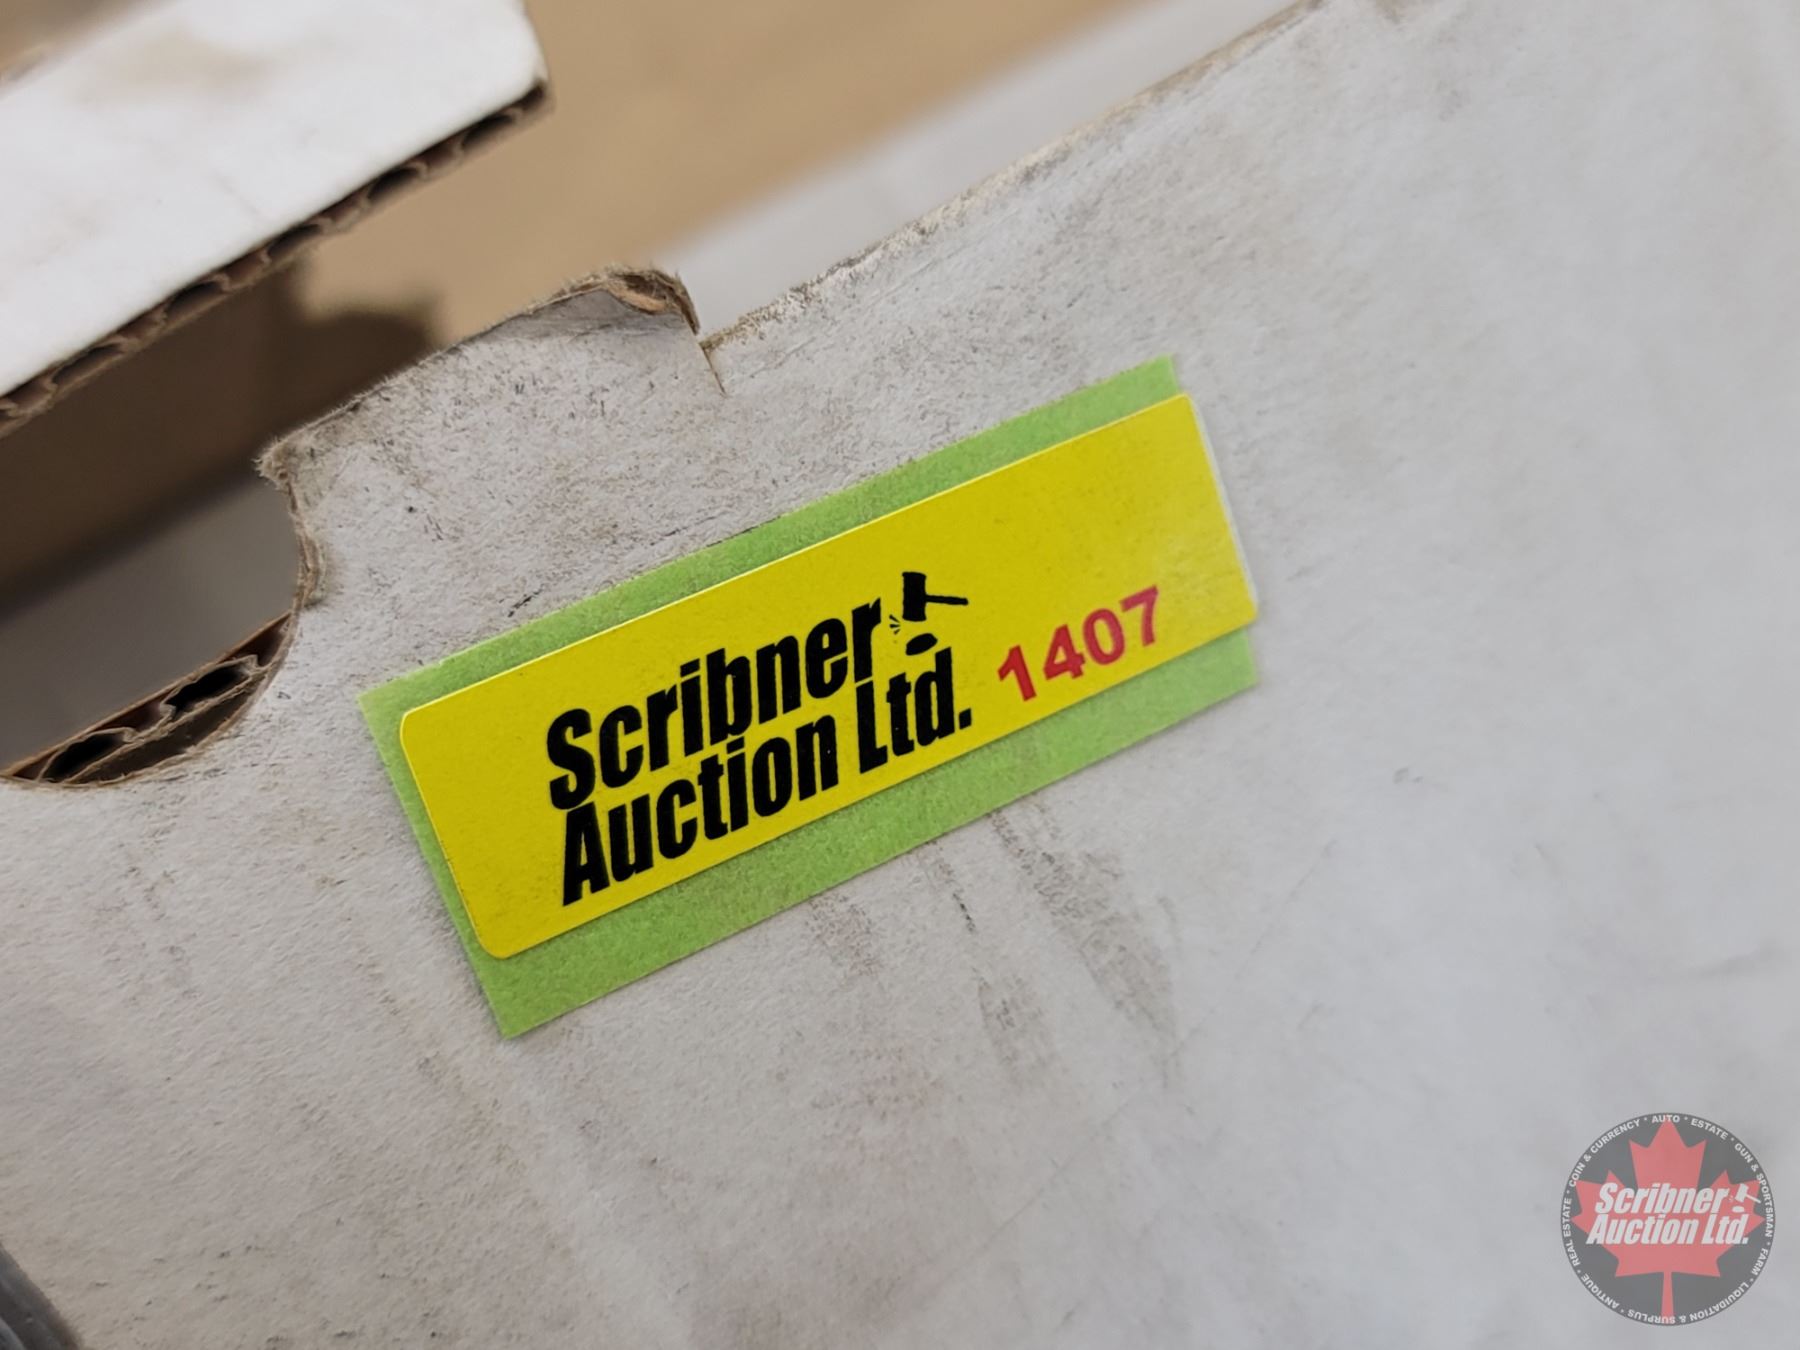 Scribner
Auction Ltd.
1407
COIN & CURRENCY * AUTO * ESTATE * GUN & SPORTSMAN * FARM * LIQUIDATION & SURPLUS * ANTIQUE * REAL ESTATE *
Scribner
Auction Ltd.